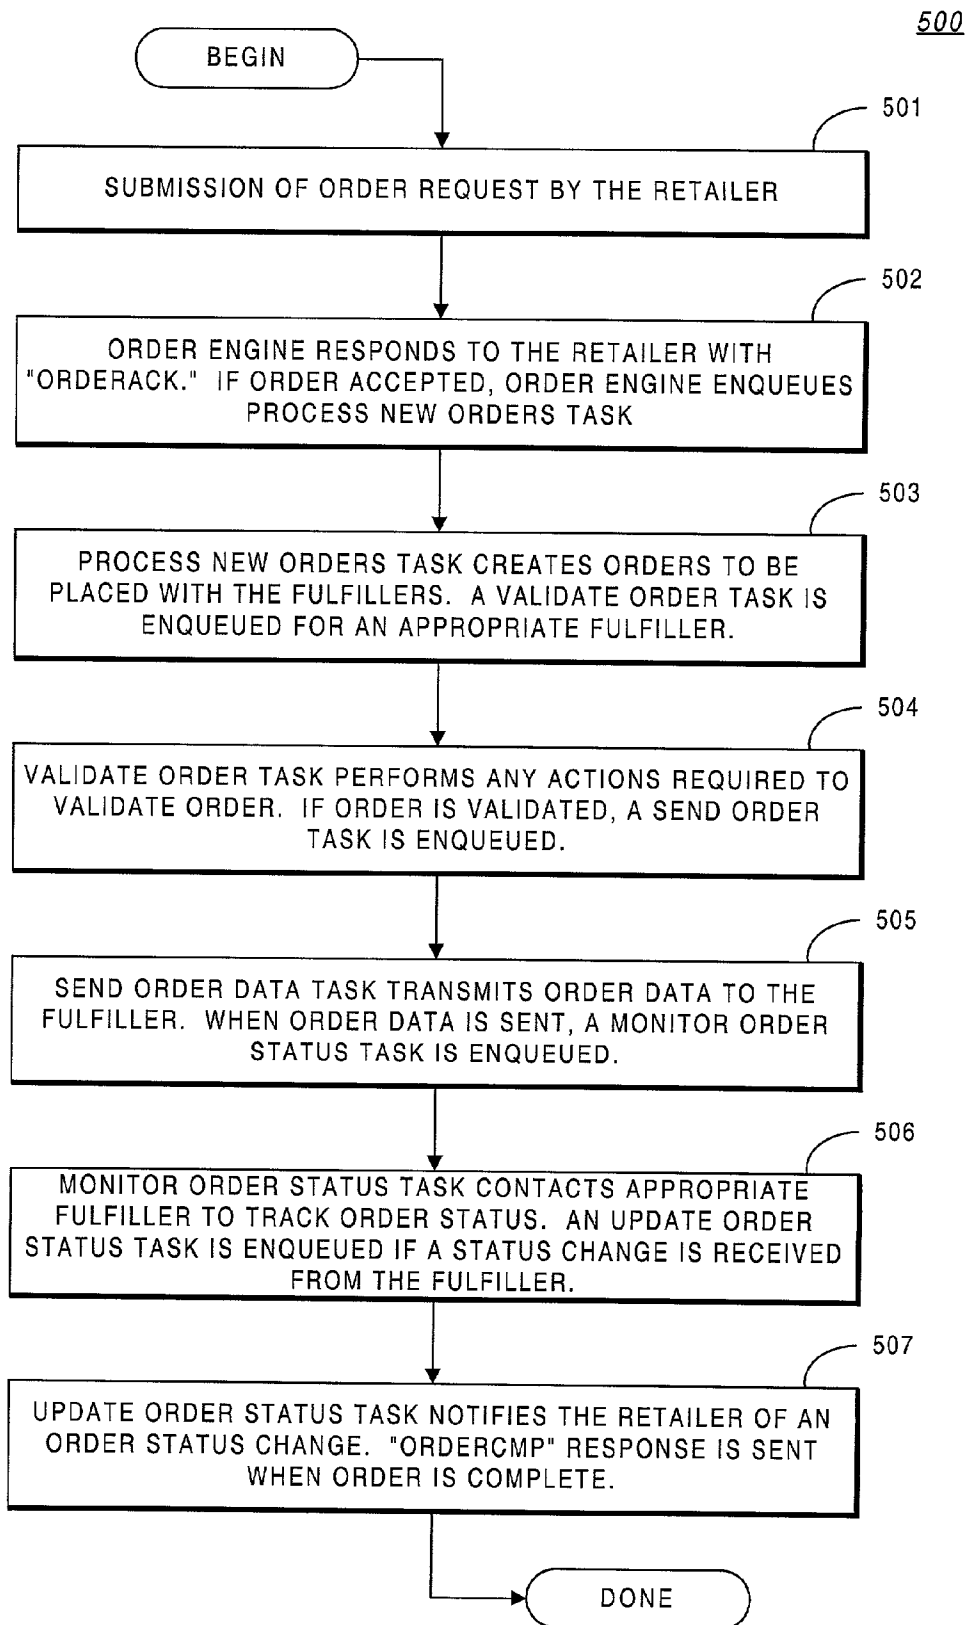 500
BEGIN
501
SUBMISSION OF ORDER REQUEST BY THE RETAILER
502
ORDER ENGINE RESPONDS TO THE RETAILER WITH
"ORDERACK." IF ORDER ACCEPTED, ORDER ENGINE ENQUEUES
PROCESS NEW ORDERS TASK
503
PROCESS NEW ORDERS TASK CREATES ORDERS TO BE
PLACED WITH THE FULFILLERS. A VALIDATE ORDER TASK IS
ENQUEUED FOR AN APPROPRIATE FULFILLER.
504
VALIDATE ORDER TASK PERFORMS ANY ACTIONS REQUIRED TO
VALIDATE ORDER. IF ORDER IS VALIDATED, A SEND ORDER
TASK IS ENQUEUED.
505
SEND ORDER DATA TASK TRANSMITS ORDER DATA TO THE
FULFILLER. WHEN ORDER DATA IS SENT, A MONITOR ORDER
STATUS TASK IS ENQUEUED.
506
MONITOR ORDER STATUS TASK CONTACTS APPROPRIATE
FULFILLER TO TRACK ORDER STATUS. AN UPDATE ORDER
STATUS TASK IS ENQUEUED IF A STATUS CHANGE IS RECEIVED
FROM THE FULFILLER.
507
UPDATE ORDER STATUS TASK NOTIFIES THE RETAILER OF AN
ORDER STATUS CHANGE. "ORDERCMP" RESPONSE IS SENT
WHEN ORDER IS COMPLETE.
DONE